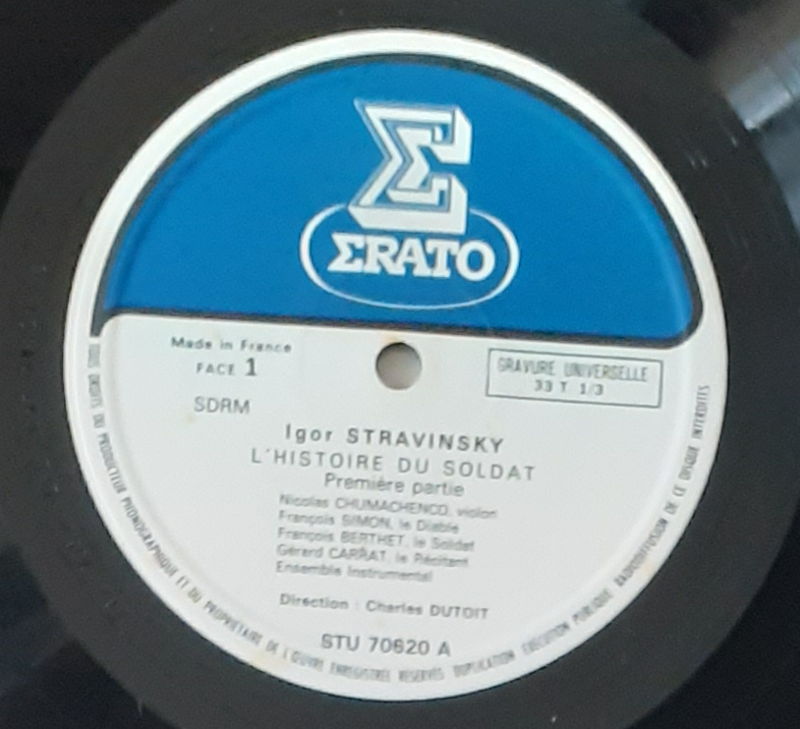 ΣRATO
Made in France
FACE 1
GRAVURE UNIVERSELLE
33 T 1/3
SDRM
Igor STRAVINSKY
L'HISTOIRE DU SOLDAT
Première partie
Nicolas CHUMACHENCO, violon
François SIMON, le Diable
François BERTHET, le Soldat
Gérard CARRAT, le Récitant
Ensemble Instrumental
Direction : Charles DUTOIT
STU 70620 A
DROITS DU PRODUCTEUR PHONOGRAPHIQUE ET DU PROPRIETAIRE DE L'ŒUVRE ENREGISTREE RESERVES DUPLICATION EXECUTION PUBLIQUE RADIODIFFUSION DE CE DISQUE INTERDITES